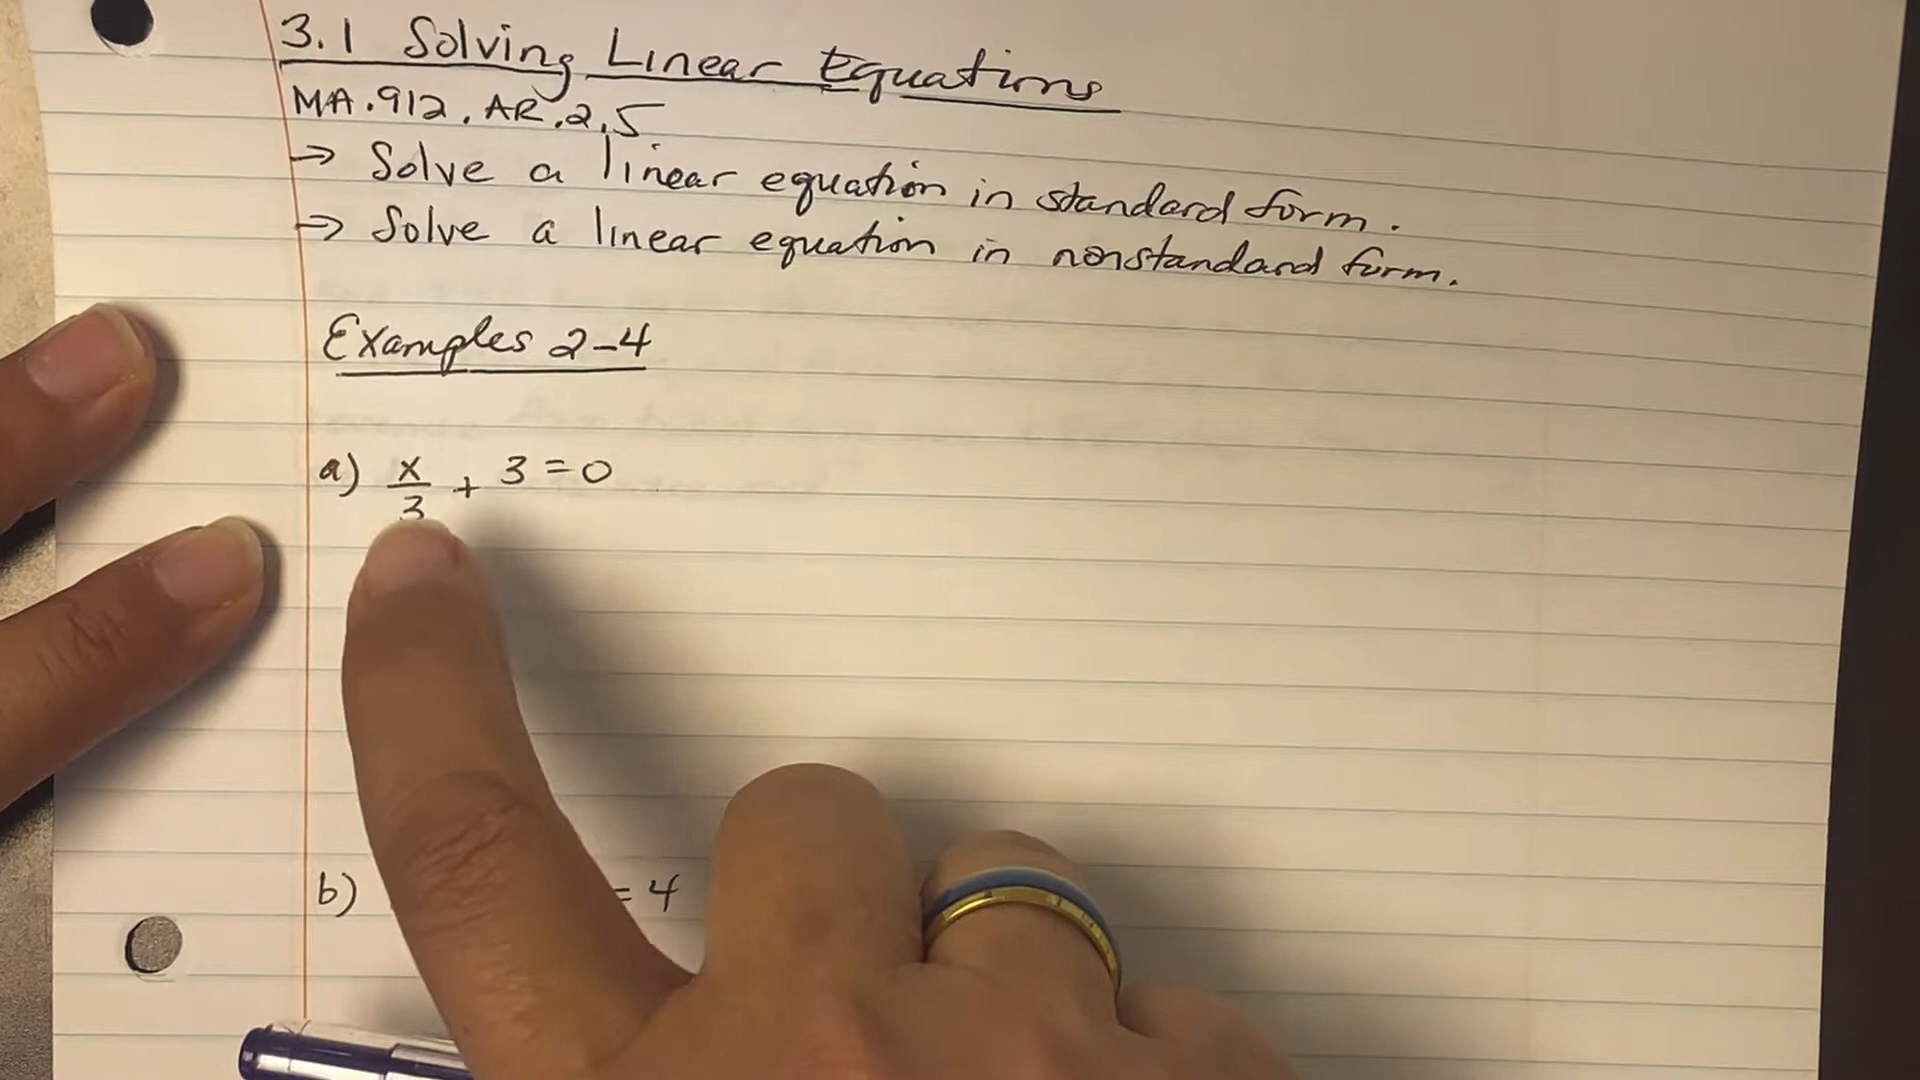 3.1 Solving Linear Equations
MA.912.AR.2.5
→ Solve a linear equation in standard form.
→ Solve a linear equation in nonstandard form.
Examples 2-4
a) x/3 + 3 = 0
b) = 4